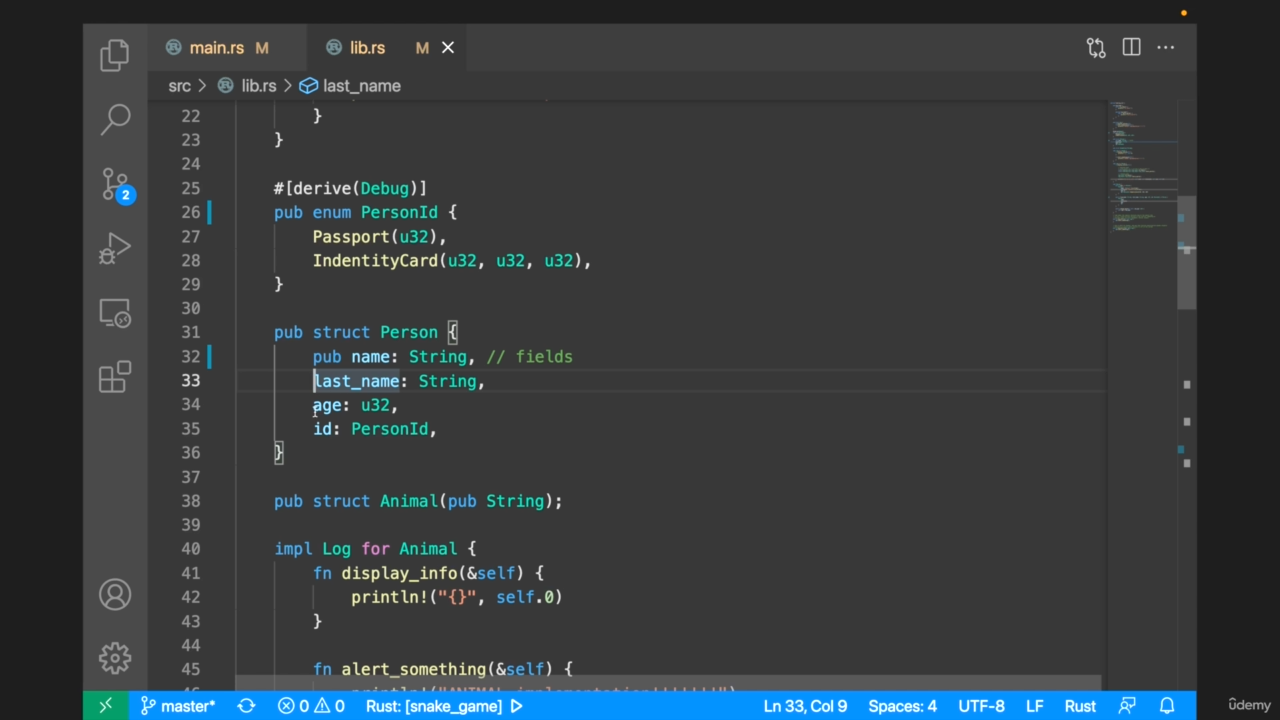 main.rs M lib.rs M
src > lib.rs > last_name
22 }
23 }
24
25 #[derive(Debug)]
26 pub enum PersonId {
27 Passport(u32),
28 IndentityCard(u32, u32, u32),
29 }
30
31 pub struct Person {
32 pub name: String, // fields
33 last_name: String,
34 age: u32,
35 id: PersonId,
36 }
37
38 pub struct Animal(pub String);
39
40 impl Log for Animal {
41 fn display_info(&self) {
42 println!("{}", self.0)
43 }
44
45 fn alert_something(&self) {
2
master* 0 0 Rust: [snake_game] Ln 33, Col 9 Spaces: 4 UTF-8 LF Rust
ûdemy